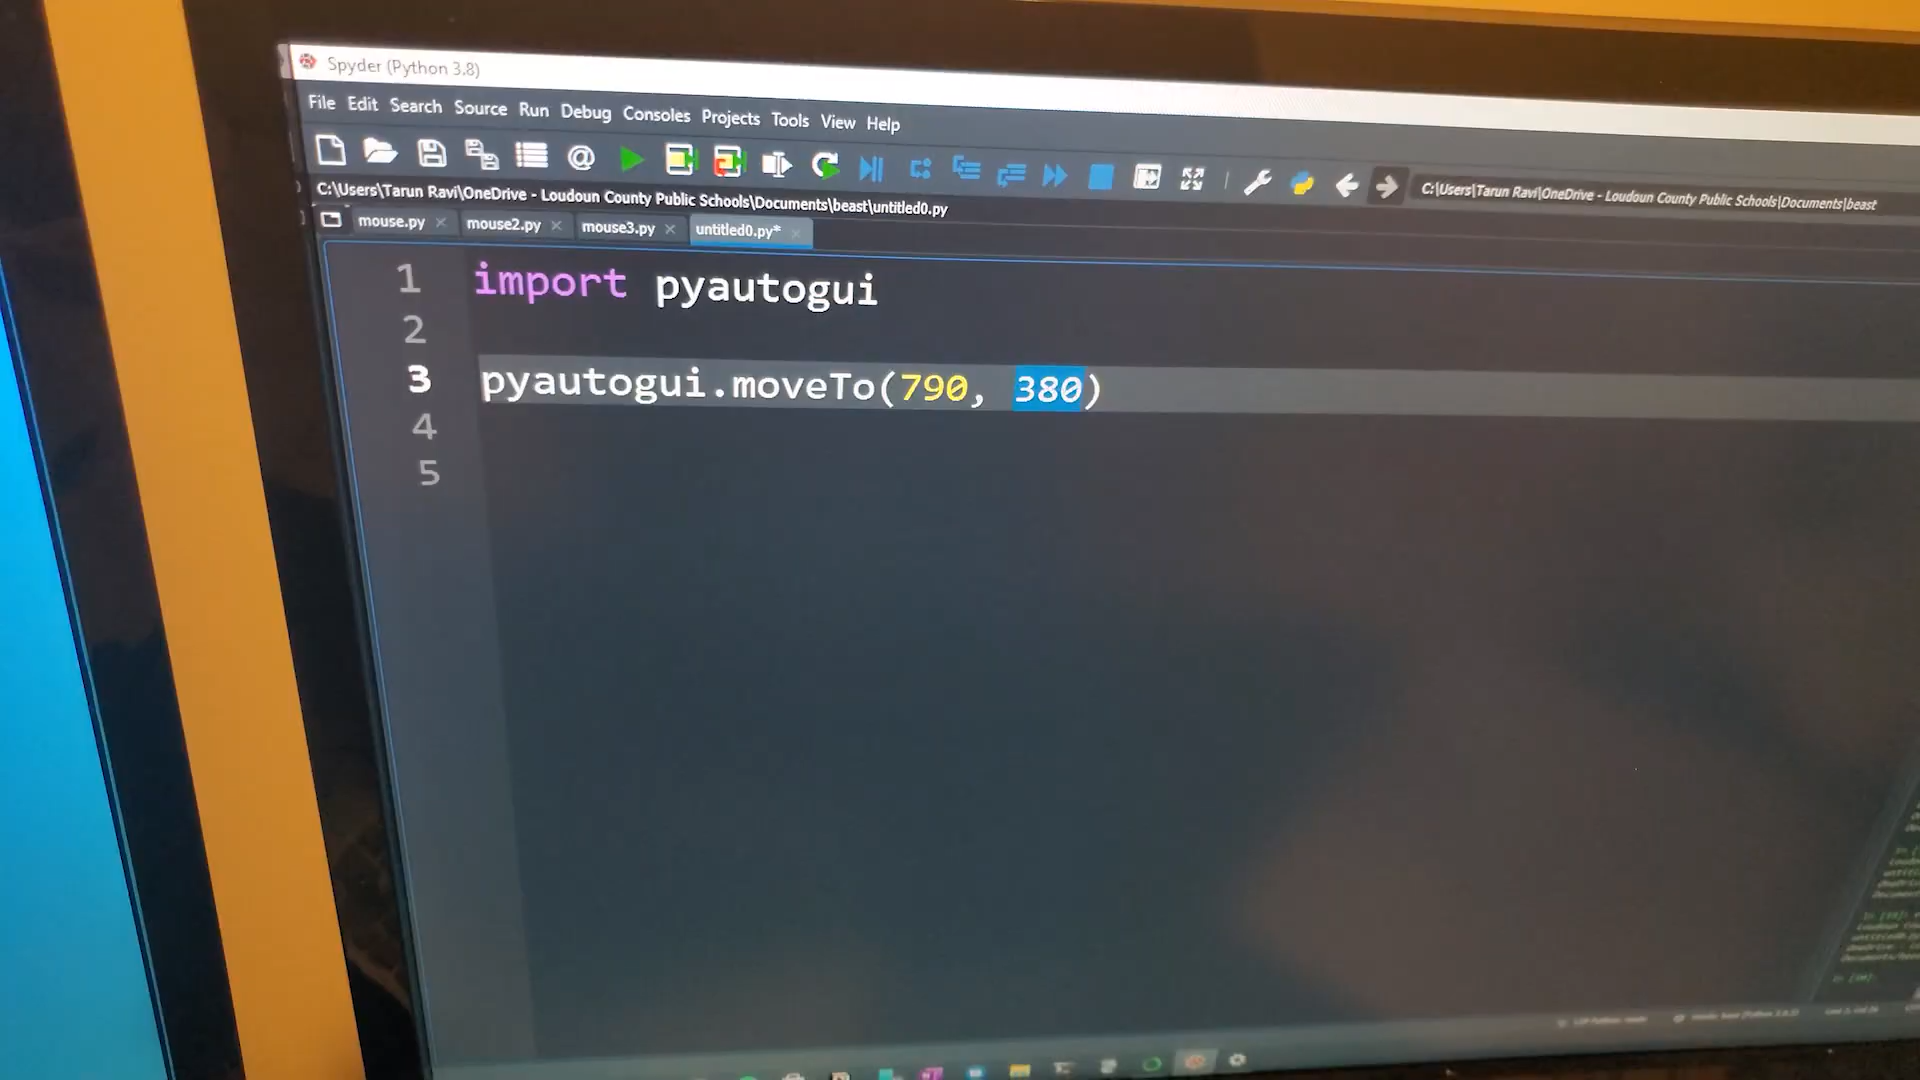 Spyder (Python 3.8)
File Edit Search Source Run Debug Consoles Projects Tools View Help
C:\Users\Tarun Ravi\OneDrive - Loudoun County Public Schools\Documents\beast
C:\Users\Tarun Ravi\OneDrive - Loudoun County Public Schools\Documents\beast\untitled0.py
mouse.py mouse2.py mouse3.py untitled0.py*
1 import pyautogui
2
3 pyautogui.moveTo(790, 380)
4
5